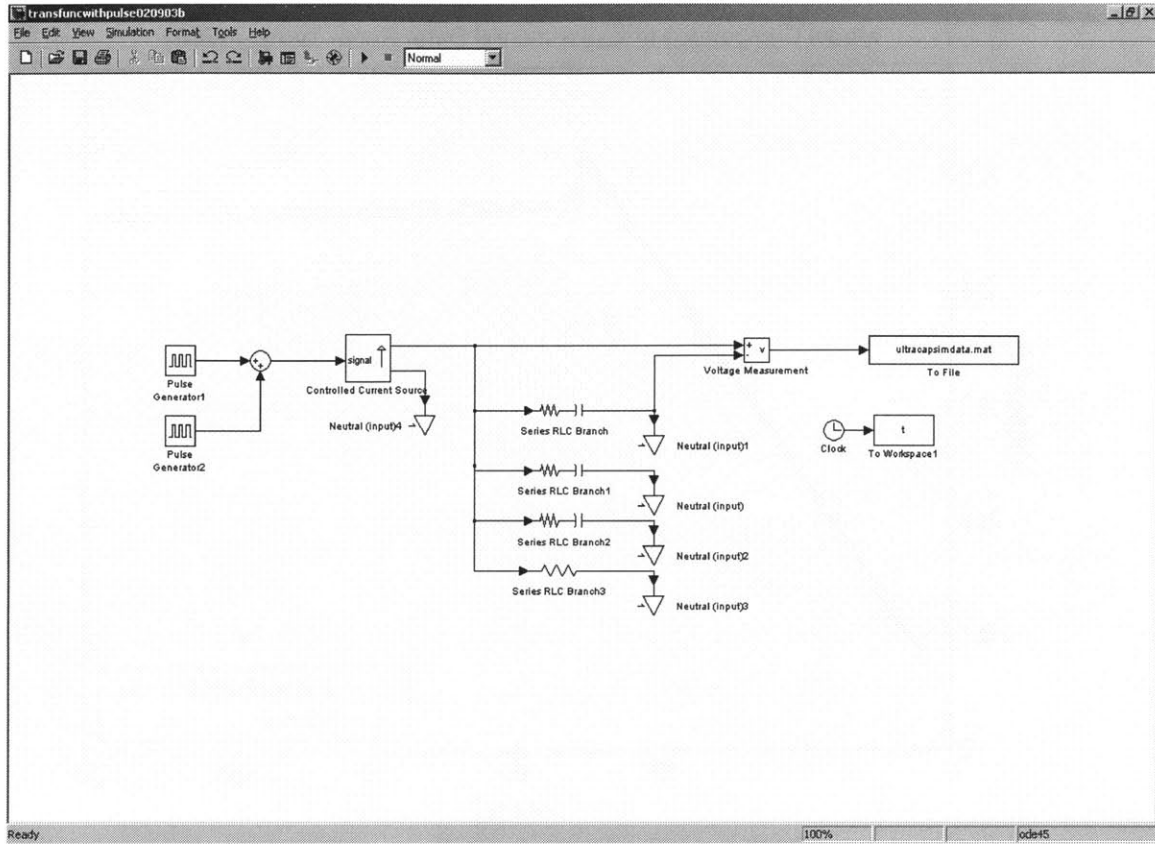 transfuncwithpulse020903b
File Edit View Simulation Format Tools Help
Normal
Pulse
Generator1
Pulse
Generator2
++
signal
Controlled Current Source
Neutral (input)4
Series RLC Branch
Neutral (input)1
Series RLC Branch1
Neutral (input)
Series RLC Branch2
Neutral (input)2
Series RLC Branch3
Neutral (input)3
+
-
v
Voltage Measurement
ultracapsimdata.mat
To File
Clock
t
To Workspace1
Ready
100%
ode45